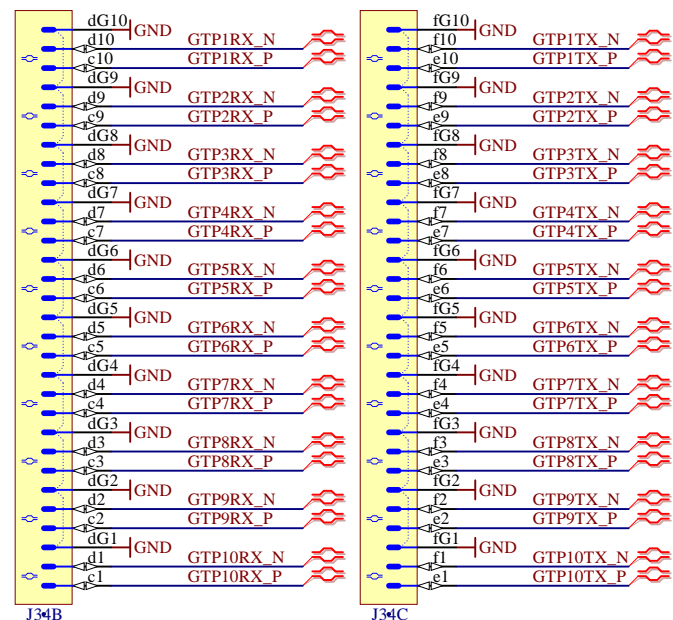 dG10 GND
d10 GTP1RX_N
c10 GTP1RX_P
dG9 GND
d9 GTP2RX_N
c9 GTP2RX_P
dG8 GND
d8 GTP3RX_N
c8 GTP3RX_P
dG7 GND
d7 GTP4RX_N
c7 GTP4RX_P
dG6 GND
d6 GTP5RX_N
c6 GTP5RX_P
dG5 GND
d5 GTP6RX_N
c5 GTP6RX_P
dG4 GND
d4 GTP7RX_N
c4 GTP7RX_P
dG3 GND
d3 GTP8RX_N
c3 GTP8RX_P
dG2 GND
d2 GTP9RX_N
c2 GTP9RX_P
dG1 GND
d1 GTP10RX_N
c1 GTP10RX_P
J34B
fG10 GND
f10 GTP1TX_N
e10 GTP1TX_P
fG9 GND
f9 GTP2TX_N
e9 GTP2TX_P
fG8 GND
f8 GTP3TX_N
e8 GTP3TX_P
fG7 GND
f7 GTP4TX_N
e7 GTP4TX_P
fG6 GND
f6 GTP5TX_N
e6 GTP5TX_P
fG5 GND
f5 GTP6TX_N
e5 GTP6TX_P
fG4 GND
f4 GTP7TX_N
e4 GTP7TX_P
fG3 GND
f3 GTP8TX_N
e3 GTP8TX_P
fG2 GND
f2 GTP9TX_N
e2 GTP9TX_P
fG1 GND
f1 GTP10TX_N
e1 GTP10TX_P
J34C